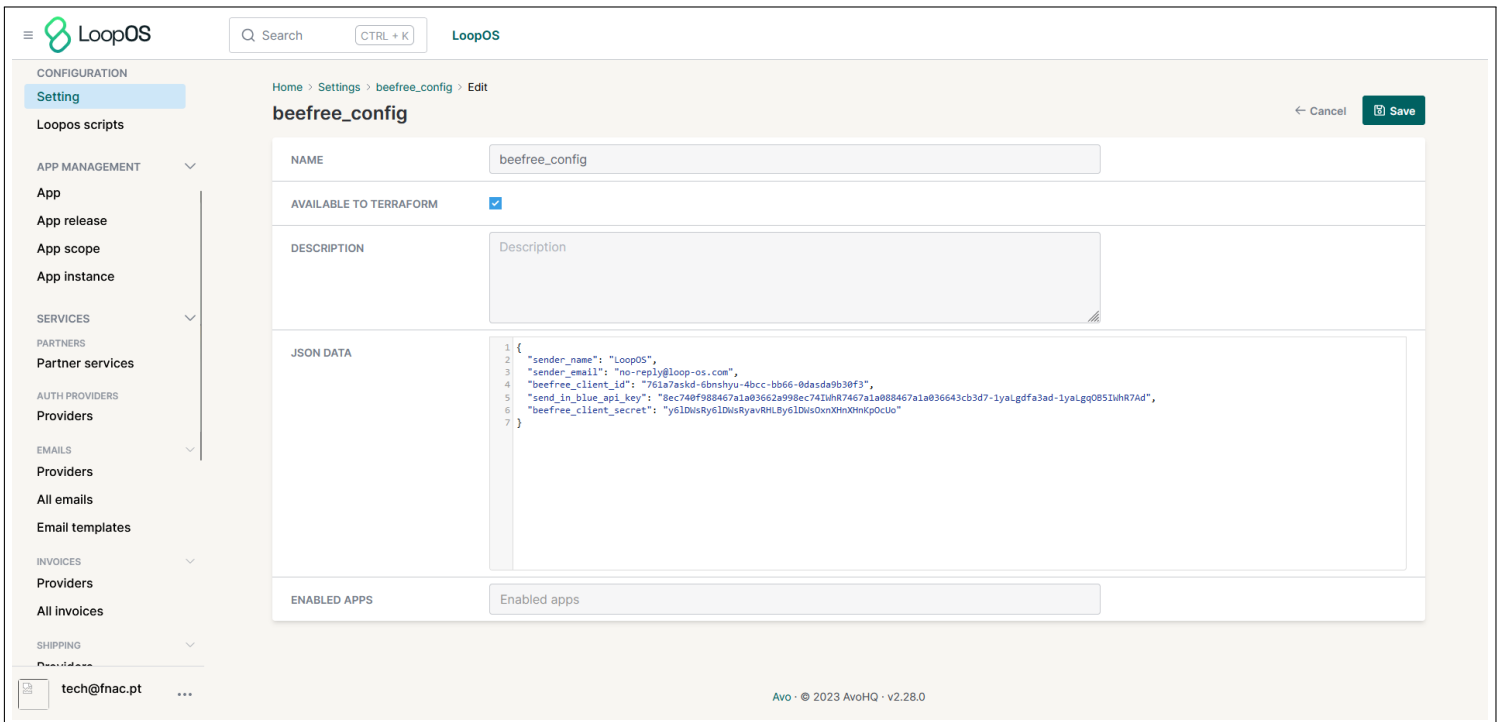 LoopOS
Search CTRL + K
LoopOS
CONFIGURATION
Setting
Loopos scripts
APP MANAGEMENT
App
App release
App scope
App instance
SERVICES
PARTNERS
Partner services
AUTH PROVIDERS
Providers
EMAILS
Providers
All emails
Email templates
INVOICES
Providers
All invoices
SHIPPING
Providers
tech@fnac.pt
Home > Settings > beefree_config > Edit
beefree_config
← Cancel
Save
NAME
beefree_config
AVAILABLE TO TERRAFORM
DESCRIPTION
Description
JSON DATA
1 {
2 "sender_name": "LoopOS",
3 "sender_email": "no-reply@loop-os.com",
4 "beefree_client_id": "761a7askd-6bnshyu-4bcc-bb66-0dasda9b30f3",
5 "send_in_blue_api_key": "8ec740f988467a1a03662a998ec74IWhR7467a1a088467a1a036643cb3d7-1yaLgdfa3ad-1yaLgqOB5IWhR7Ad",
6 "beefree_client_secret": "y6lDWsRy6lDWsRyavRHLBy6lDWsOxnXHnXHnKpOcUo"
7 }
ENABLED APPS
Enabled apps
Avo · © 2023 AvoHQ · v2.28.0